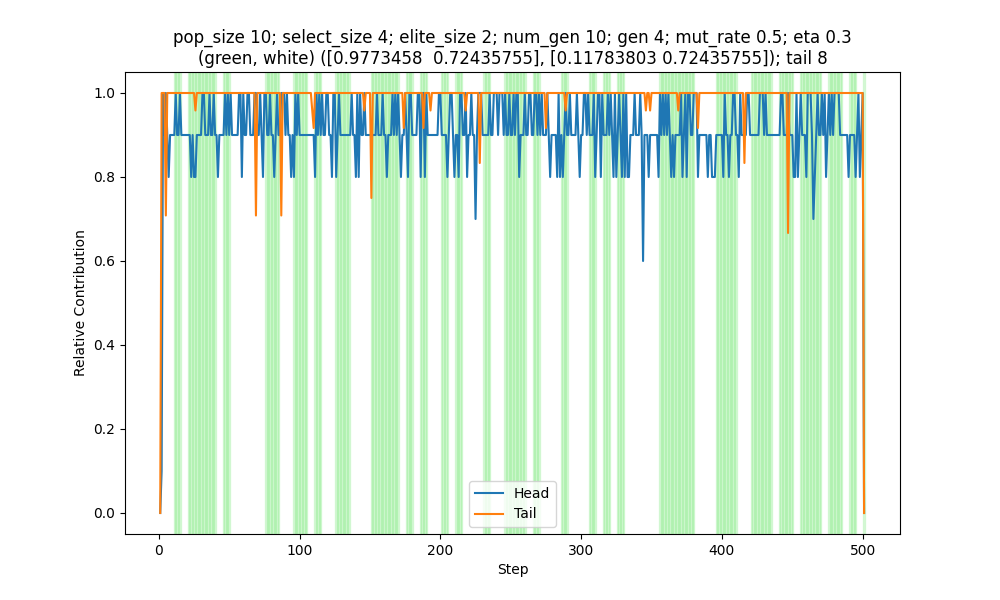 pop_size 10; select_size 4; elite_size 2; num_gen 10; gen 4; mut_rate 0.5; eta 0.3
(green, white) ([0.9773458  0.72435755], [0.11783803 0.72435755]); tail 8
1.0
0.8
0.6
0.4
0.2
0.0
Relative Contribution
Head
Tail
0
100
200
300
400
500
Step